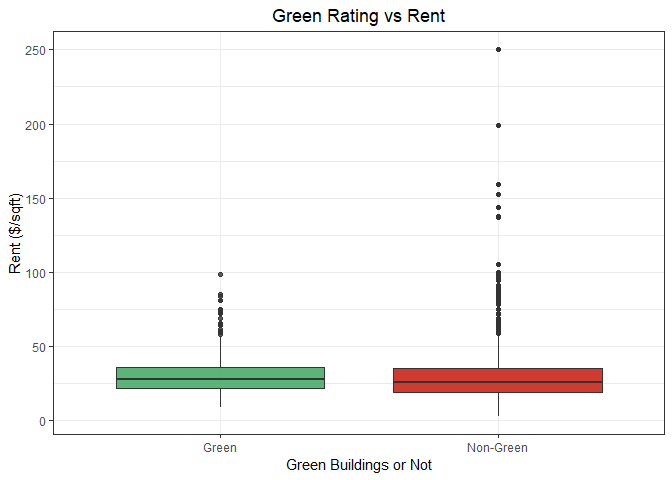 Green Rating vs Rent
Rent ($/sqft)
250
200
150
100
50
0
Green
Non-Green
Green Buildings or Not